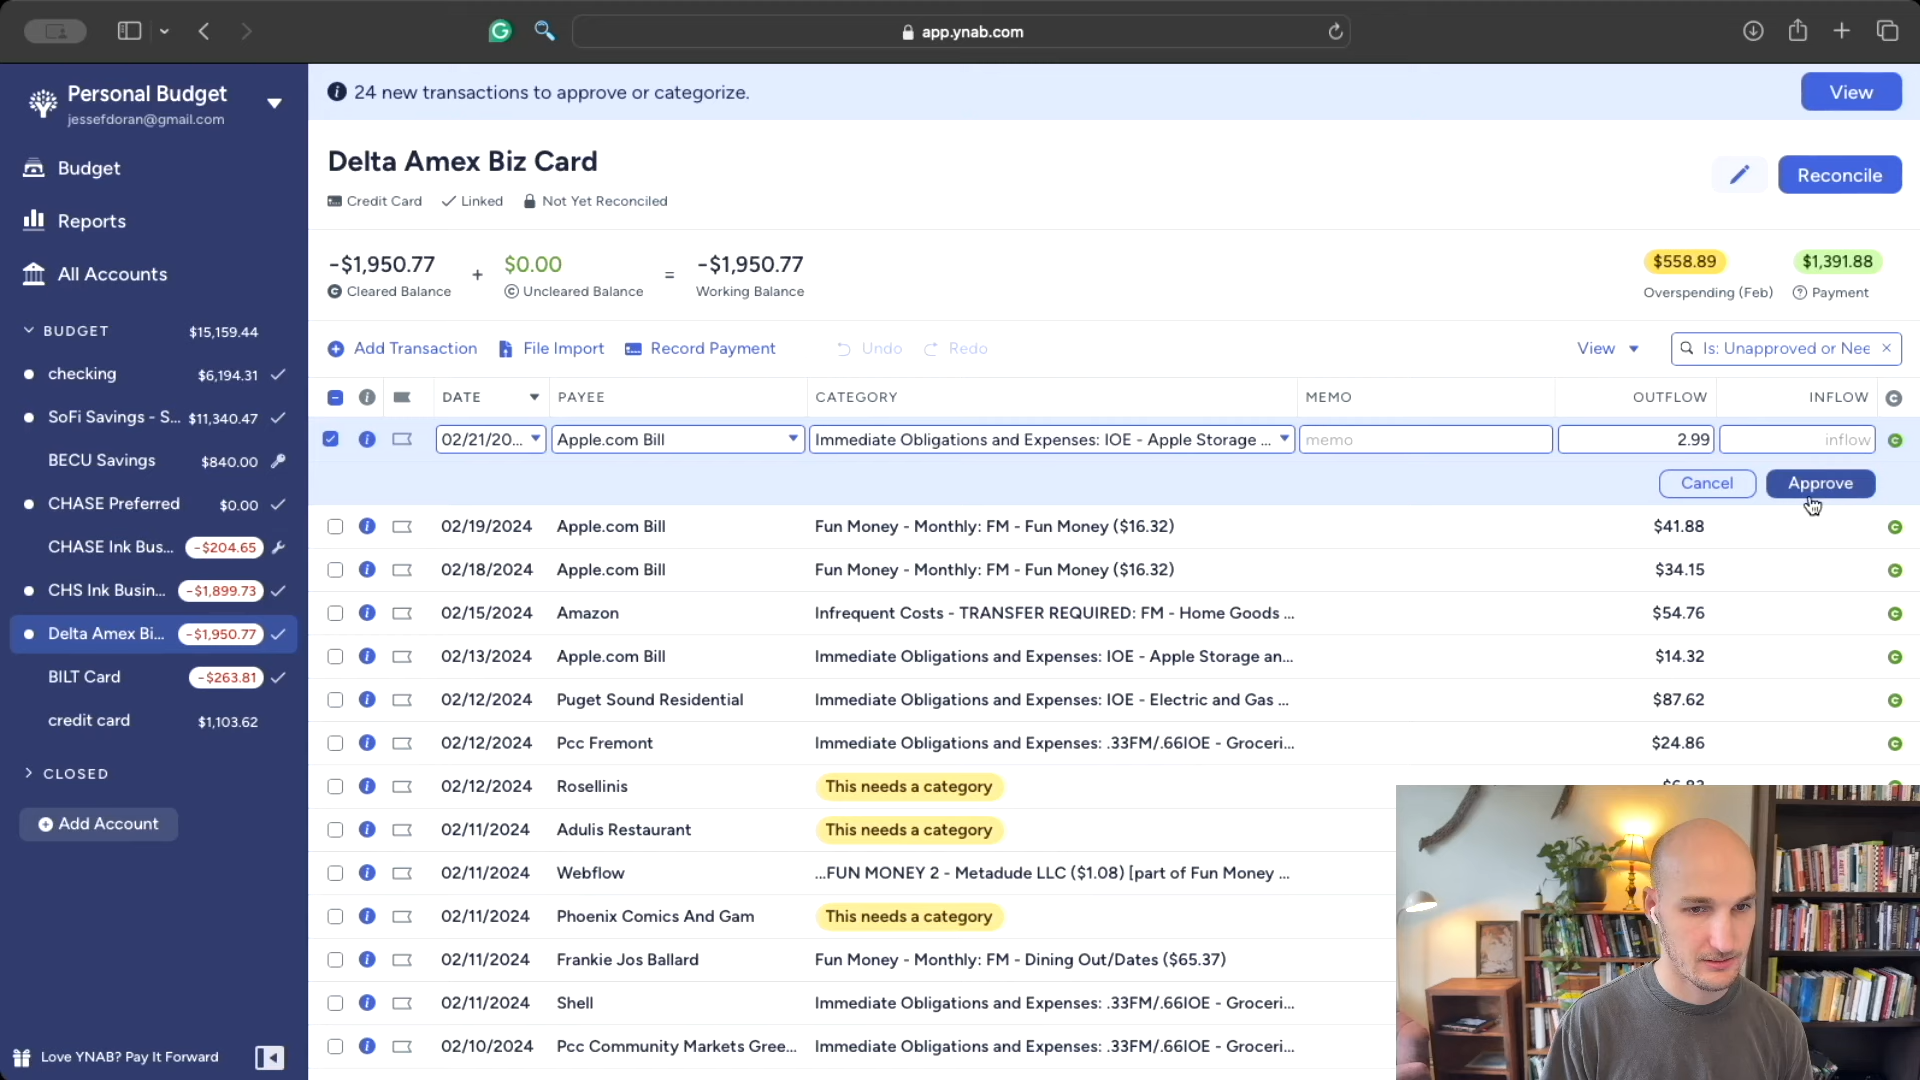 app.ynab.com
Personal Budget
jessefdoran@gmail.com
Budget
Reports
All Accounts
BUDGET $15,159.44
checking $6,194.31
SoFi Savings - S... $11,340.47
BECU Savings $840.00
CHASE Preferred $0.00
CHASE Ink Bus... -$204.65
CHS Ink Busin... -$1,899.73
Delta Amex Bi... -$1,950.77
BILT Card -$263.81
credit card $1,103.62
CLOSED
Add Account
Love YNAB? Pay It Forward
24 new transactions to approve or categorize.
View
Delta Amex Biz Card
Credit Card Linked Not Yet Reconciled
Reconcile
-$1,950.77 + $0.00 = -$1,950.77 $558.89 $1,391.88
Cleared Balance Uncleared Balance Working Balance Overspending (Feb) Payment
Add Transaction File Import Record Payment Undo Redo View Is: Unapproved or Nee
DATE PAYEE CATEGORY MEMO OUTFLOW INFLOW
02/21/20... Apple.com Bill Immediate Obligations and Expenses: IOE - Apple Storage ... memo 2.99 inflow
Cancel Approve
02/19/2024 Apple.com Bill Fun Money - Monthly: FM - Fun Money ($16.32) $41.88
02/18/2024 Apple.com Bill Fun Money - Monthly: FM - Fun Money ($16.32) $34.15
02/15/2024 Amazon Infrequent Costs - TRANSFER REQUIRED: FM - Home Goods ... $54.76
02/13/2024 Apple.com Bill Immediate Obligations and Expenses: IOE - Apple Storage an... $14.32
02/12/2024 Puget Sound Residential Immediate Obligations and Expenses: IOE - Electric and Gas ... $87.62
02/12/2024 Pcc Fremont Immediate Obligations and Expenses: .33FM/.66IOE - Groceri... $24.86
02/12/2024 Rosellinis This needs a category
02/11/2024 Adulis Restaurant This needs a category
02/11/2024 Webflow ...FUN MONEY 2 - Metadude LLC ($1.08) [part of Fun Money ...
02/11/2024 Phoenix Comics And Gam This needs a category
02/11/2024 Frankie Jos Ballard Fun Money - Monthly: FM - Dining Out/Dates ($65.37)
02/11/2024 Shell Immediate Obligations and Expenses: .33FM/.66IOE - Groceri...
02/10/2024 Pcc Community Markets Gree... Immediate Obligations and Expenses: .33FM/.66IOE - Groceri...